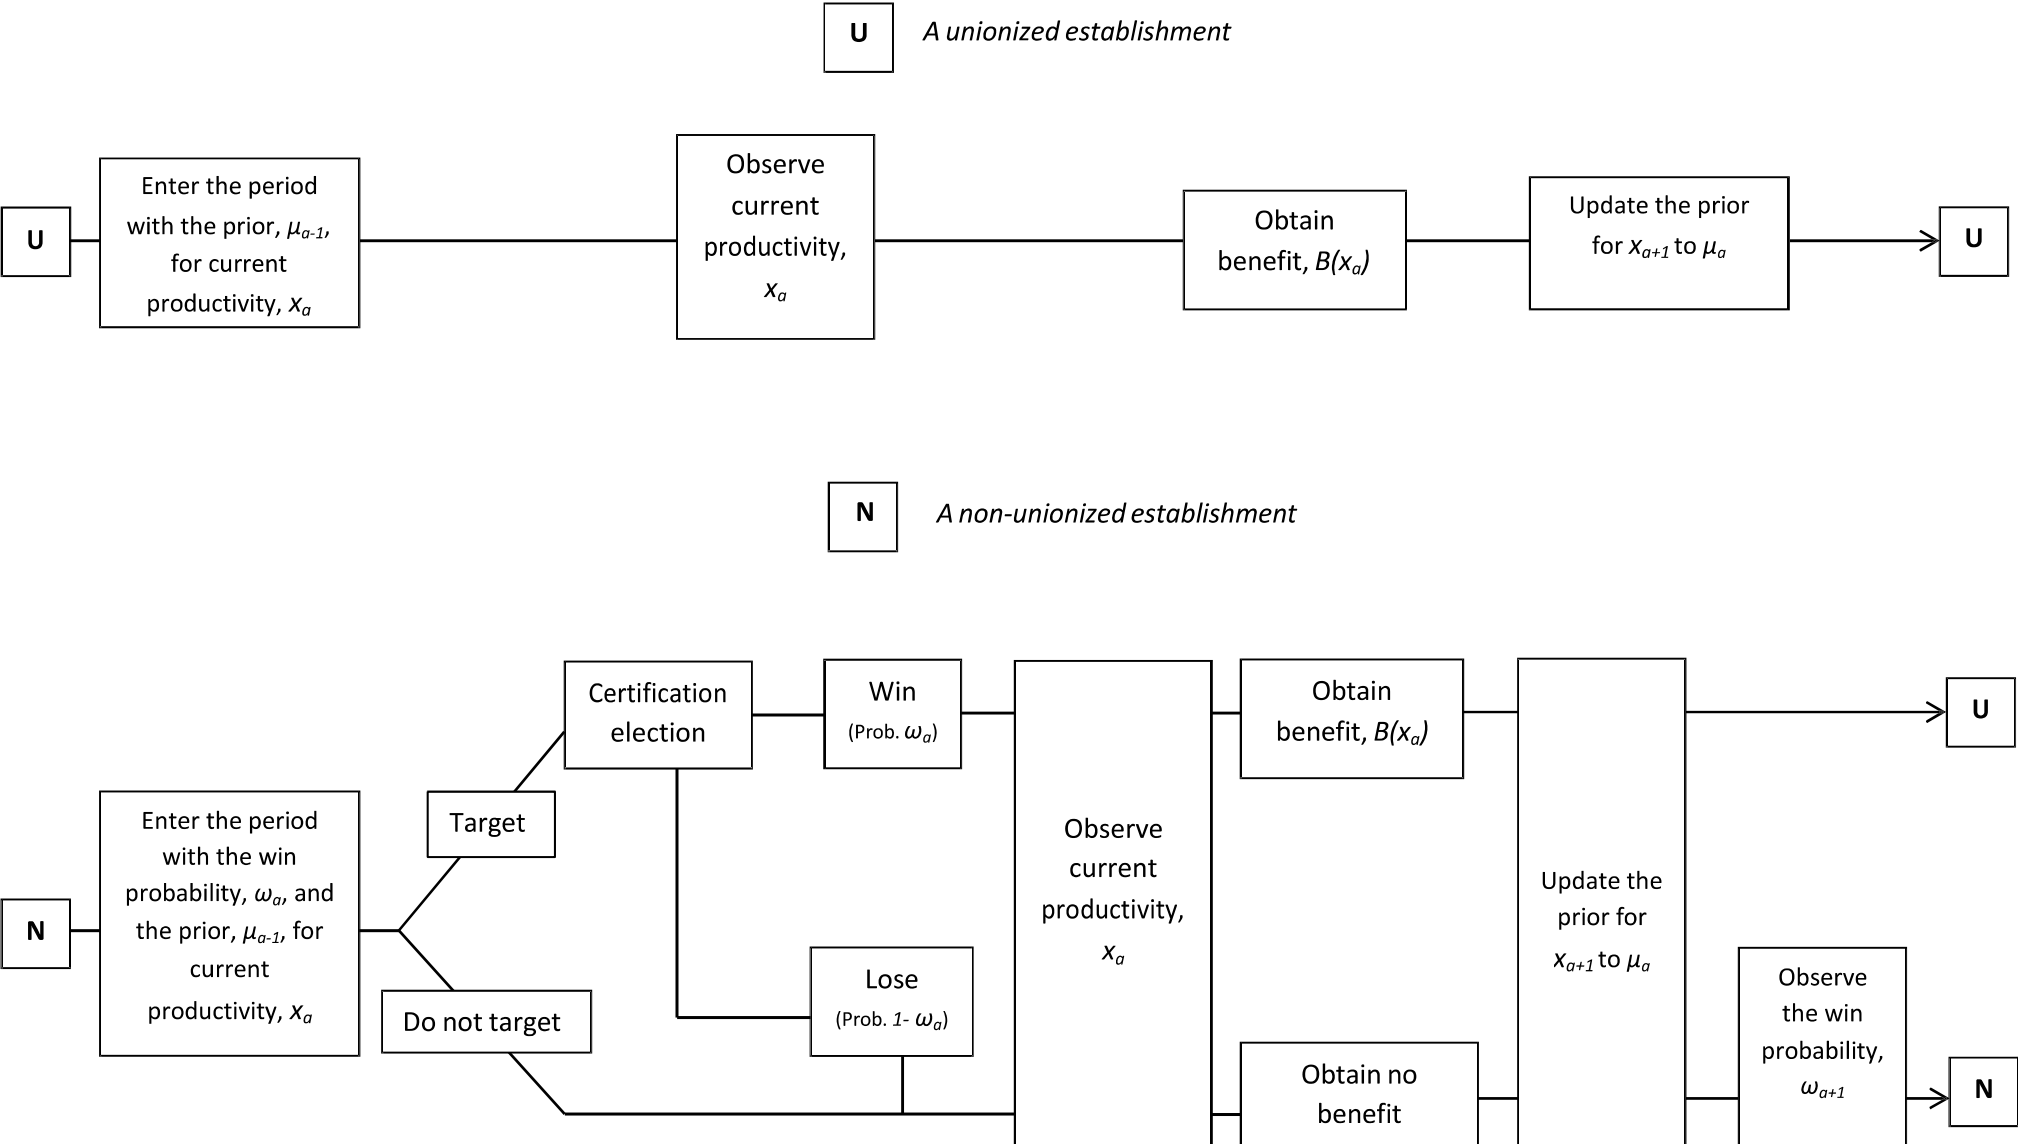 U
A unionized establishment
U
Enter the period
with the prior, μa-1,
for current
productivity, xa
Observe
current
productivity,
xa
Obtain
benefit, B(xa)
Update the prior
for xa+1 to μa
U
N
A non-unionized establishment
N
Enter the period
with the win
probability, ωa, and
the prior, μa-1, for
current
productivity, xa
Target
Do not target
Certification
election
Win
(Prob. ωa)
Lose
(Prob. 1- ωa)
Observe
current
productivity,
xa
Obtain
benefit, B(xa)
Obtain no
benefit
Update the
prior for
xa+1 to μa
U
Observe
the win
probability,
ωa+1
N